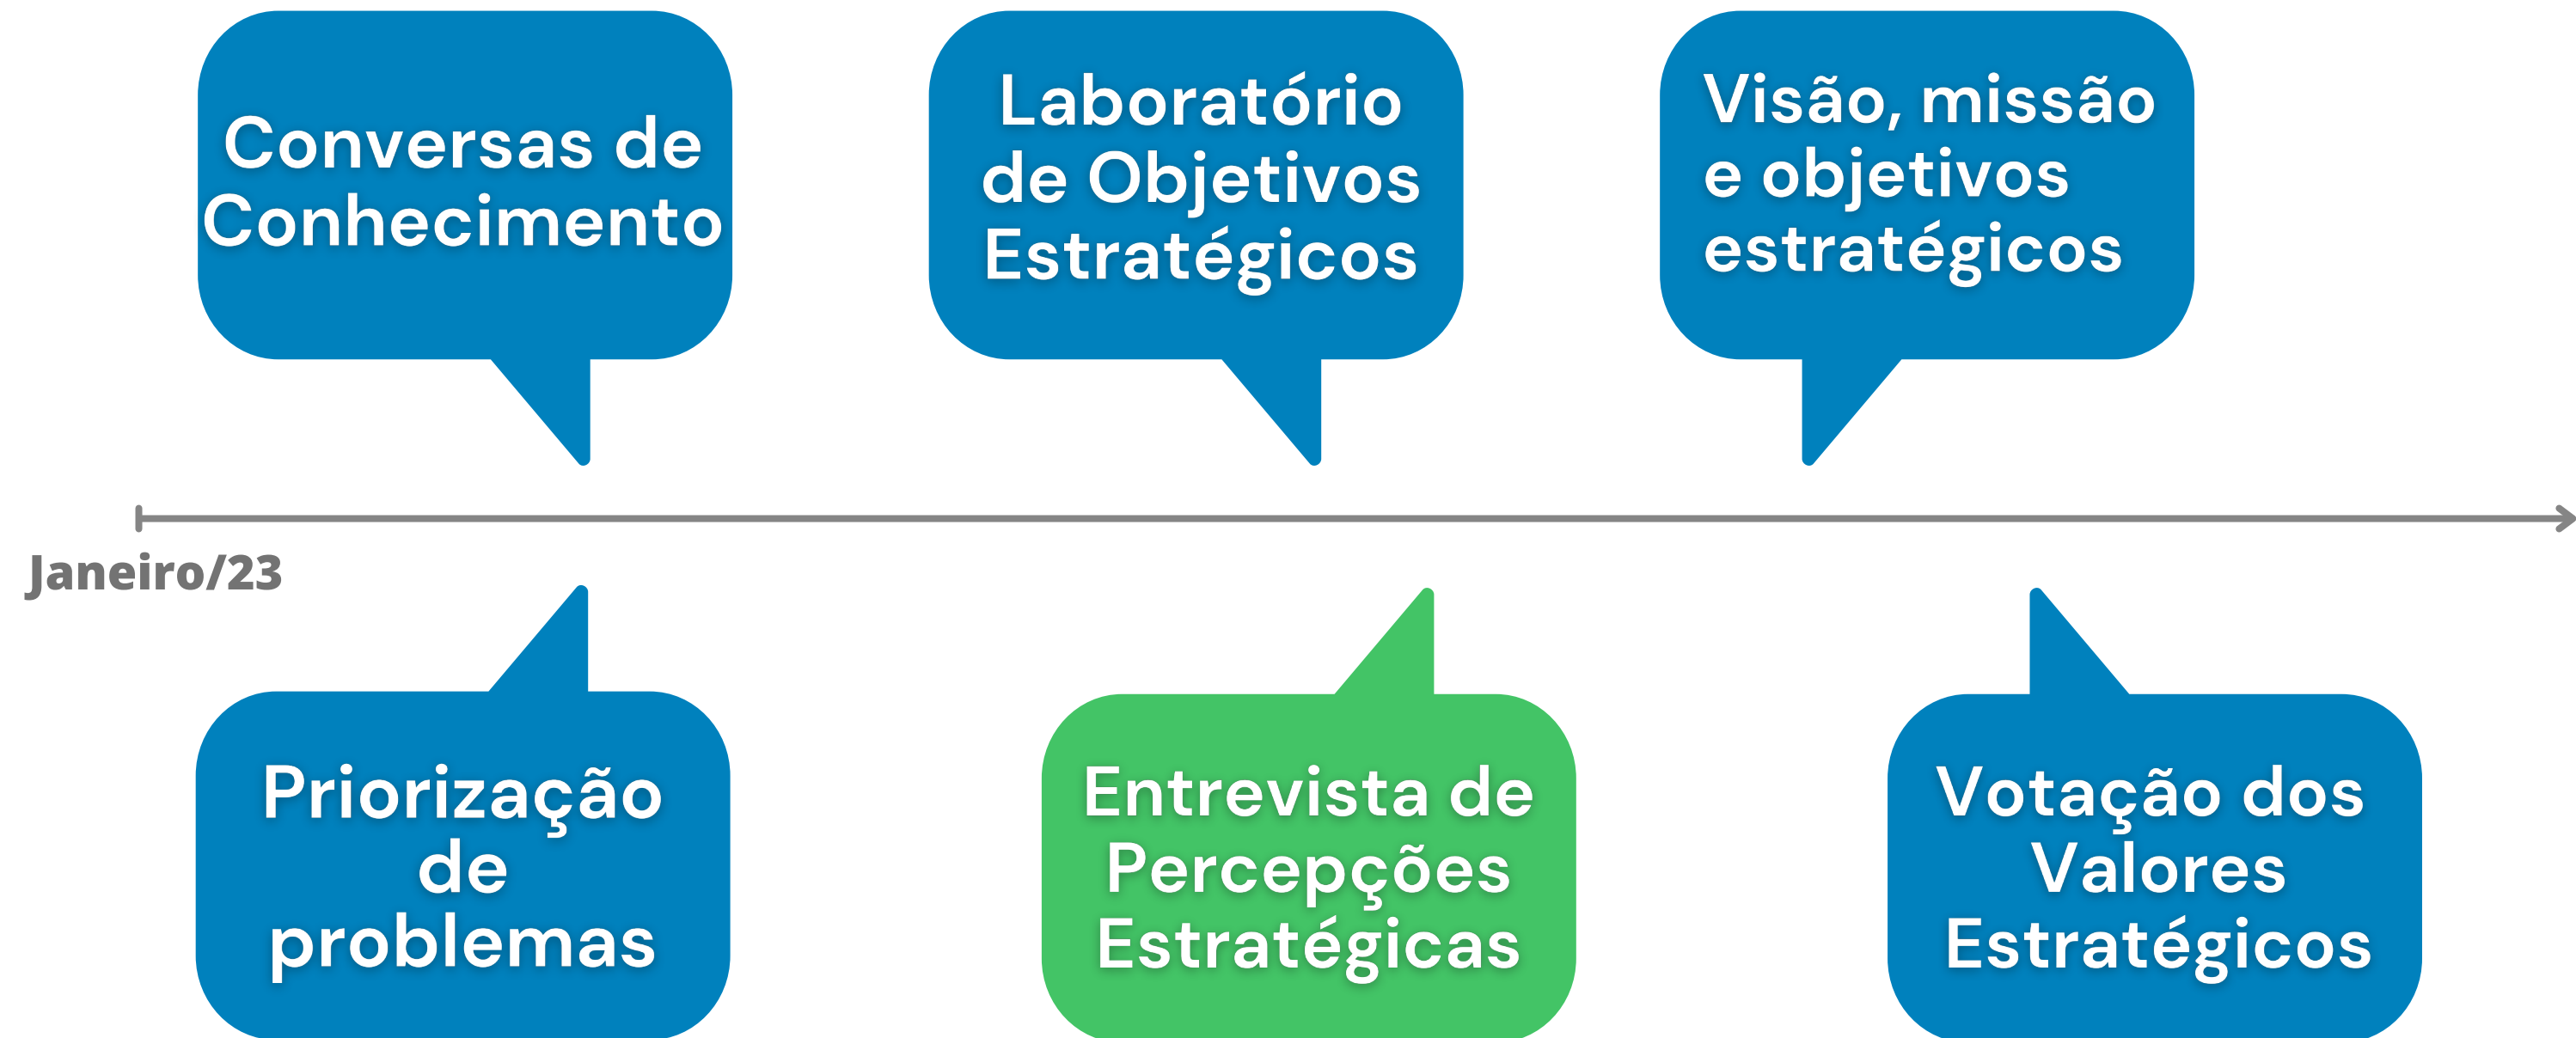 Conversas de
Conhecimento
Laboratório
de Objetivos
Estratégicos
Visão, missão
e objetivos
estratégicos
Janeiro/23
Priorização
de
problemas
Entrevista de
Percepções
Estratégicas
Votação dos
Valores
Estratégicos